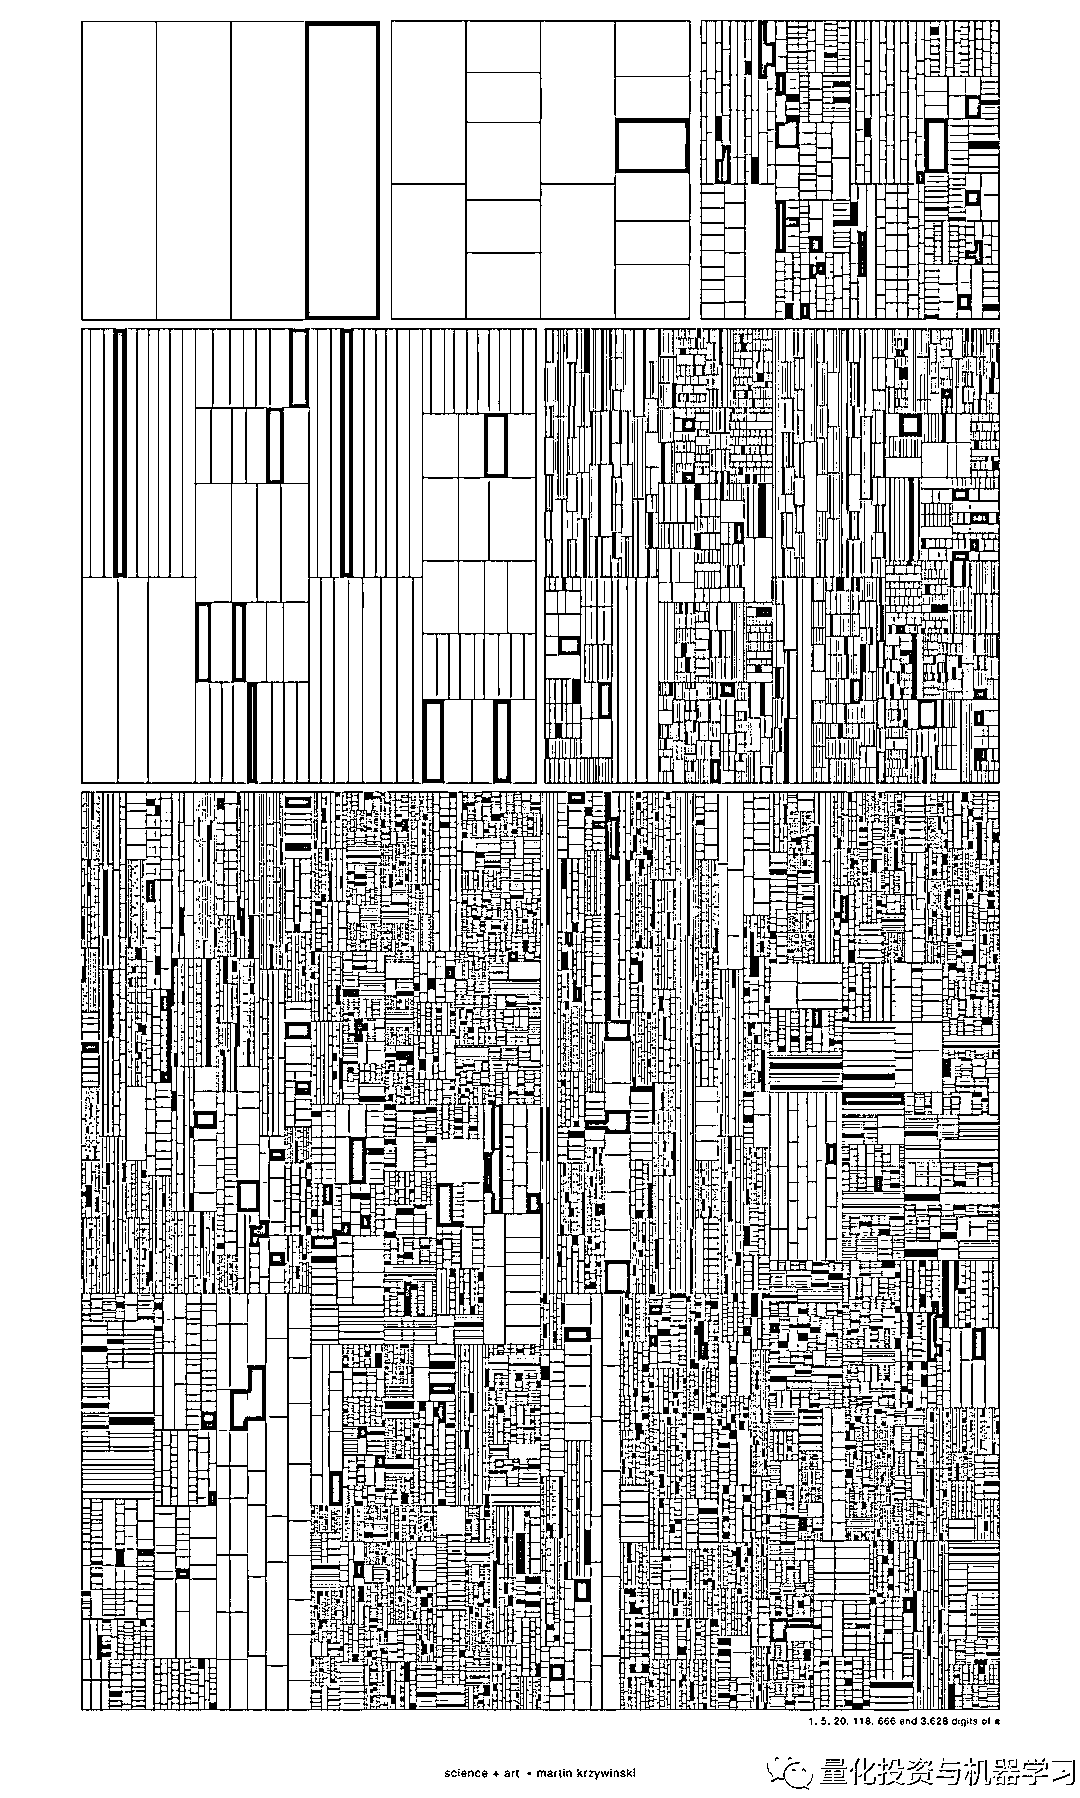 1, 5, 20, 118, 666 and 3,628 digits of π
science + art • martin krzywinski
量化投资与机器学习